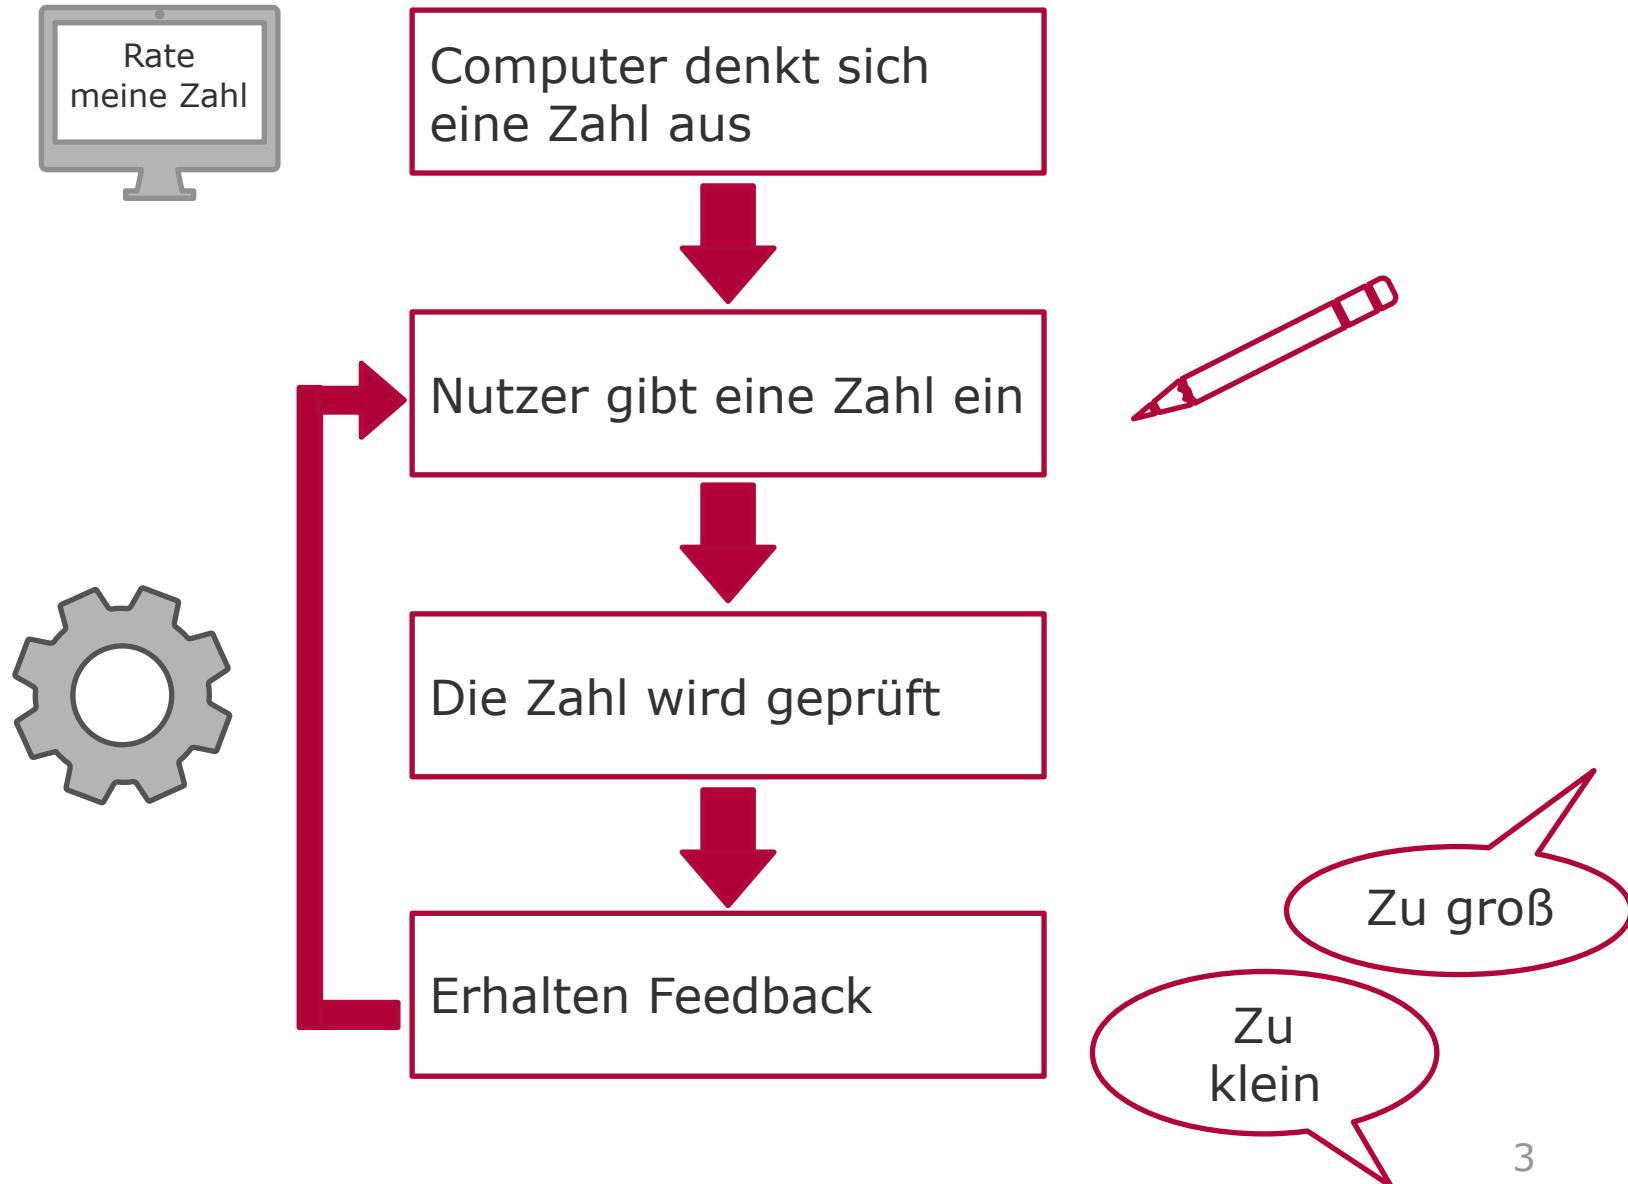 Rate
meine Zahl
Computer denkt sich
eine Zahl aus
Nutzer gibt eine Zahl ein
Die Zahl wird geprüft
Zu groß
Erhalten Feedback
Zu
klein
3